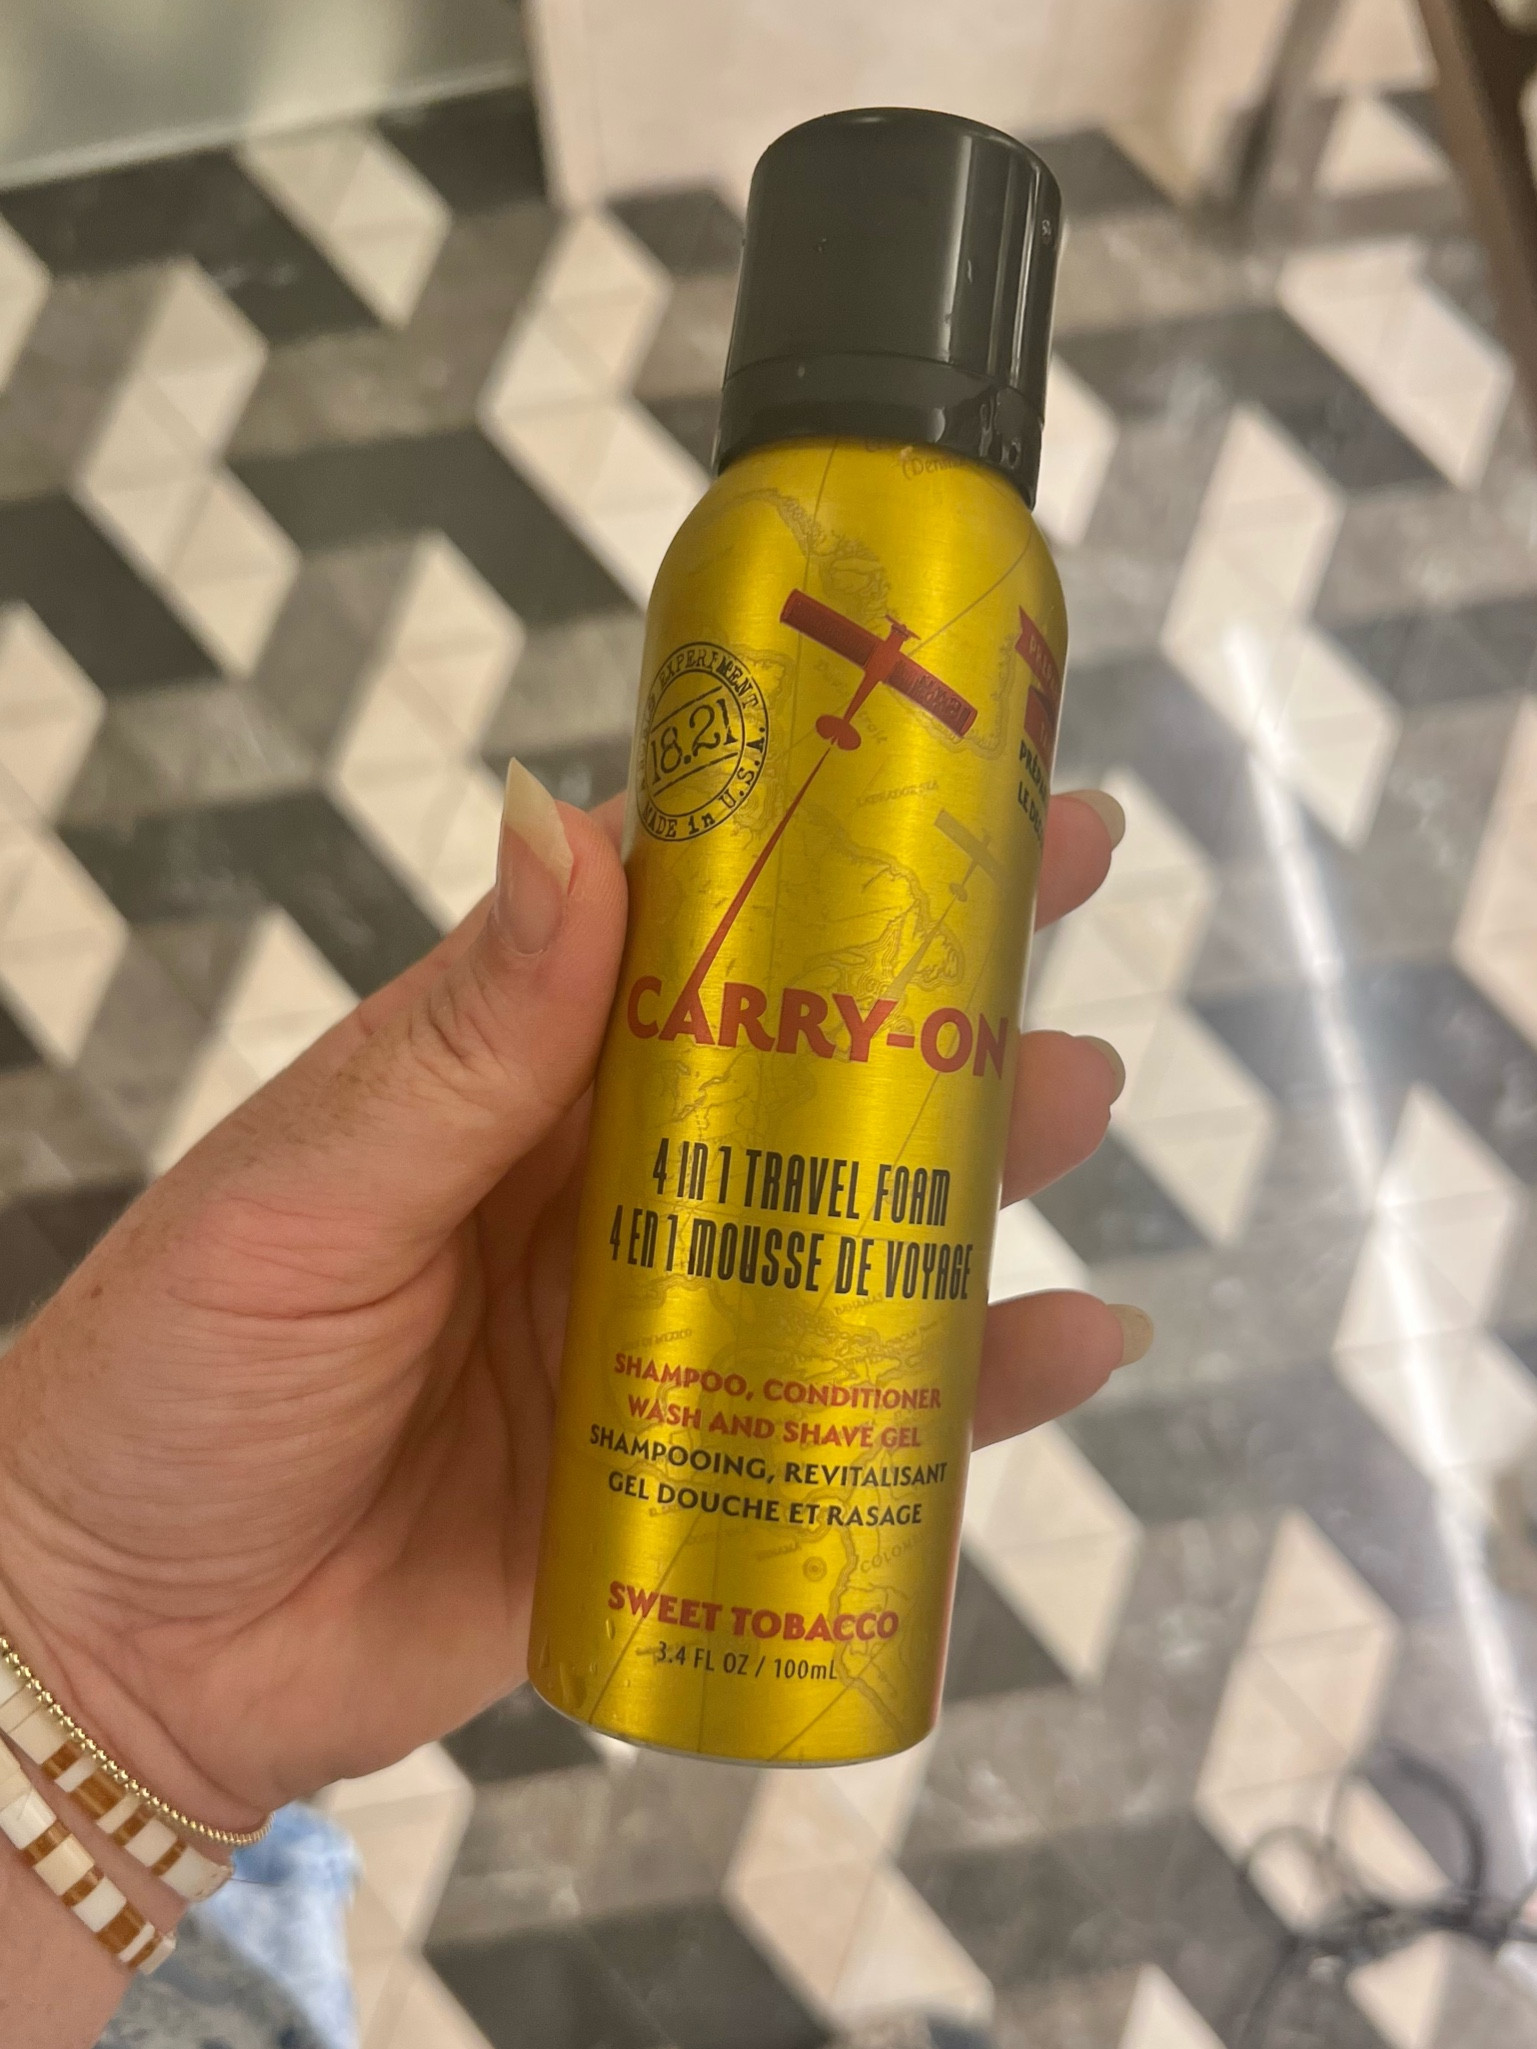 EXPERIMENT
18.21
MADE in U.S.A.
CARRY-ON
4 IN 1 TRAVEL FOAM
4 EN 1 MOUSSE DE VOYAGE
SHAMPOO, CONDITIONER
WASH AND SHAVE GEL
SHAMPOOING, REVITALISANT
GEL DOUCHE ET RASAGE
SWEET TOBACCO
3.4 FL OZ / 100mL